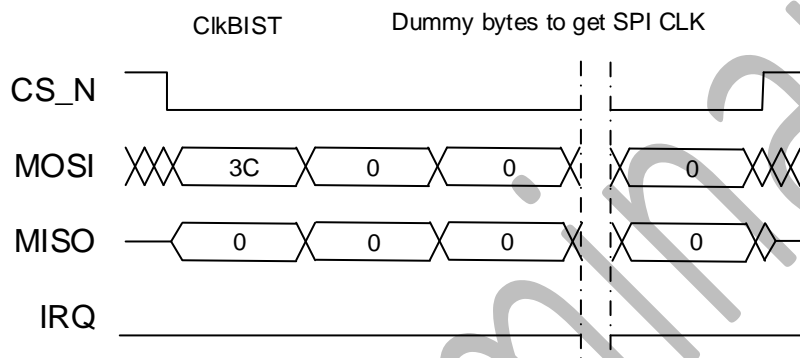 ClkBIST Dummy bytes to get SPI CLK
CS_N
MOSI 3C 0 0 0
MISO 0 0 0 0
IRQ